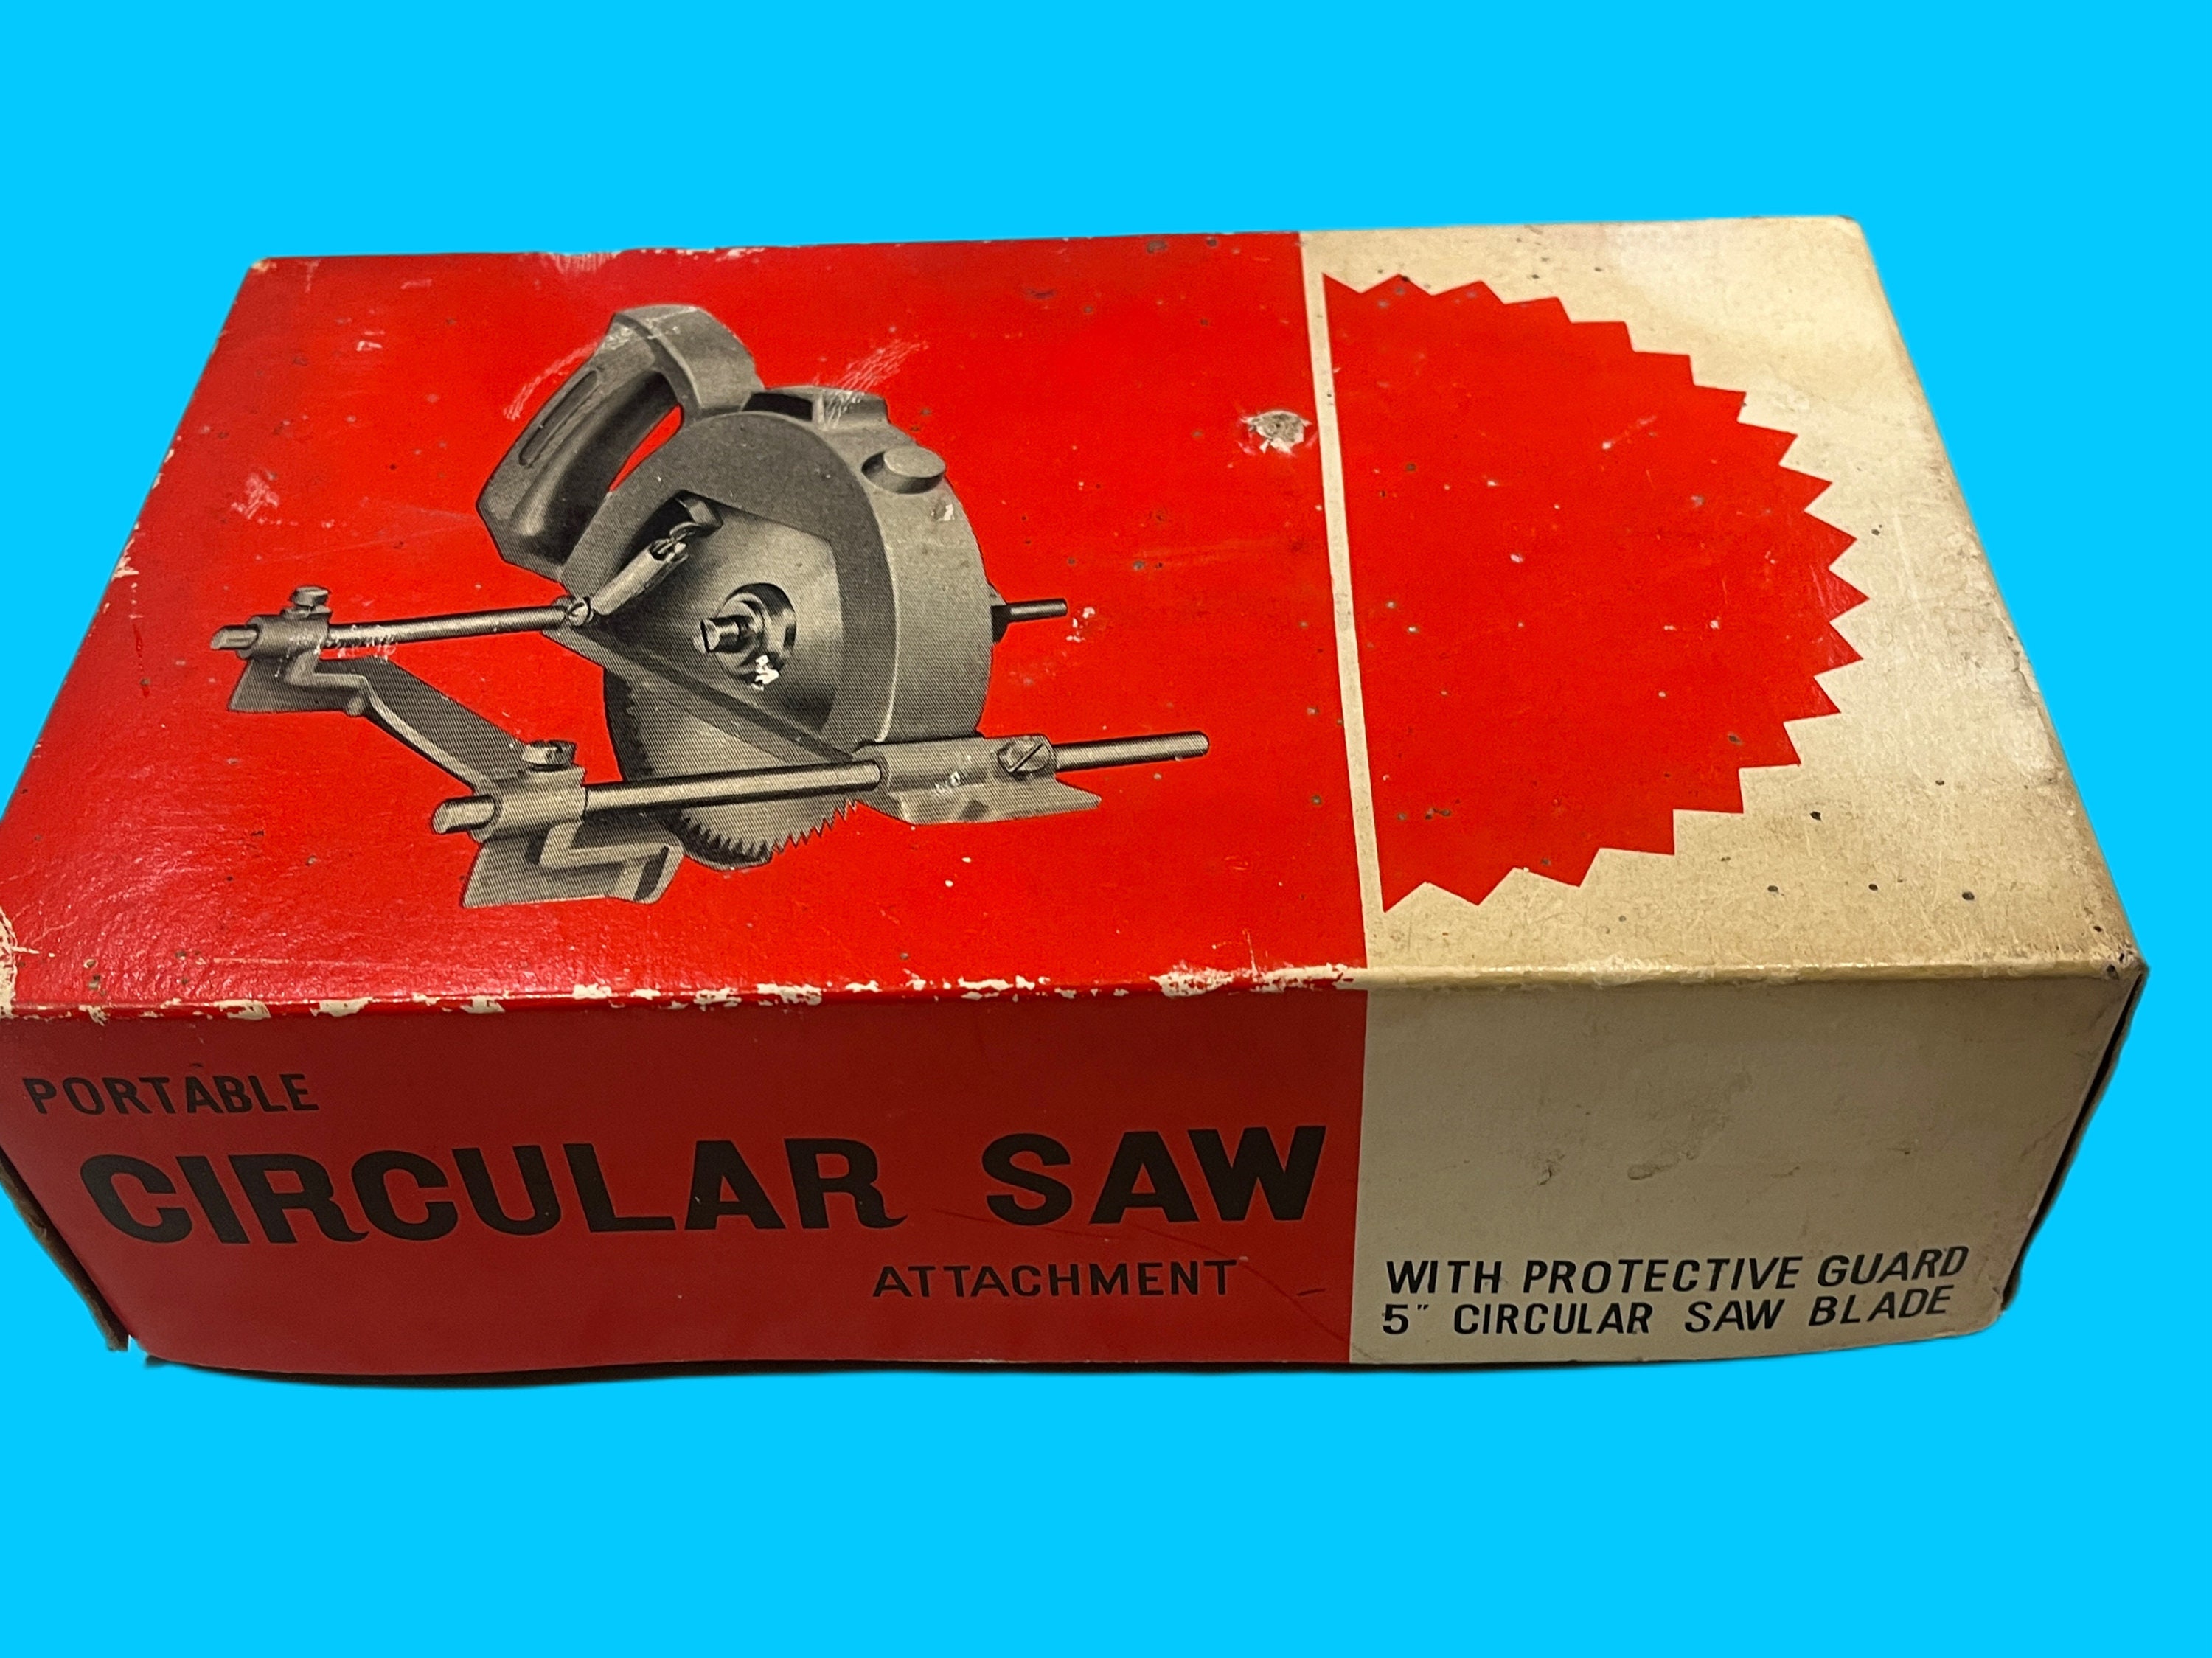 PORTABLE
CIRCULAR SAW
ATTACHMENT
WITH PROTECTIVE GUARD
5" CIRCULAR SAW BLADE